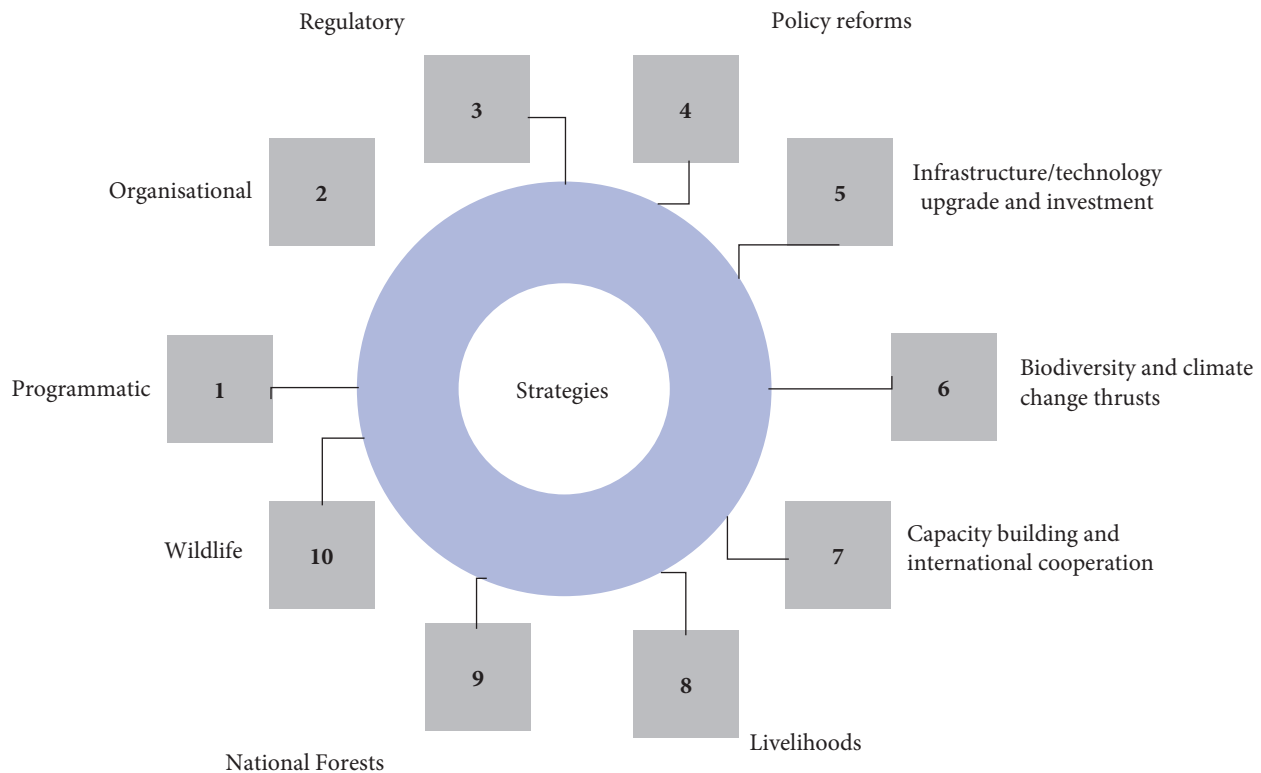 Regulatory
Policy reforms
3
4
Organisational
2
5
Infrastructure/technology
upgrade and investment
Programmatic
1
Strategies
6
Biodiversity and climate
change thrusts
Wildlife
10
7
Capacity building and
international cooperation
9
8
Livelihoods
National Forests